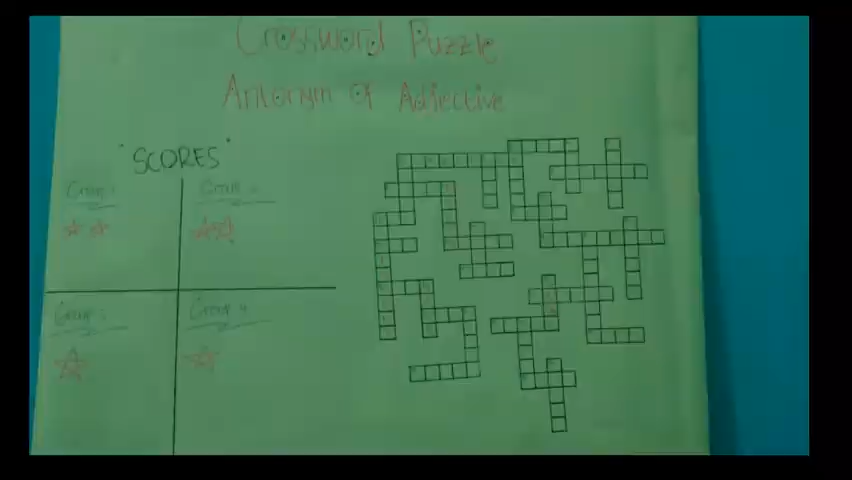 Crossword Puzzle
Antonym of Adjective
"SCORES"
Group
Group
Group
Group